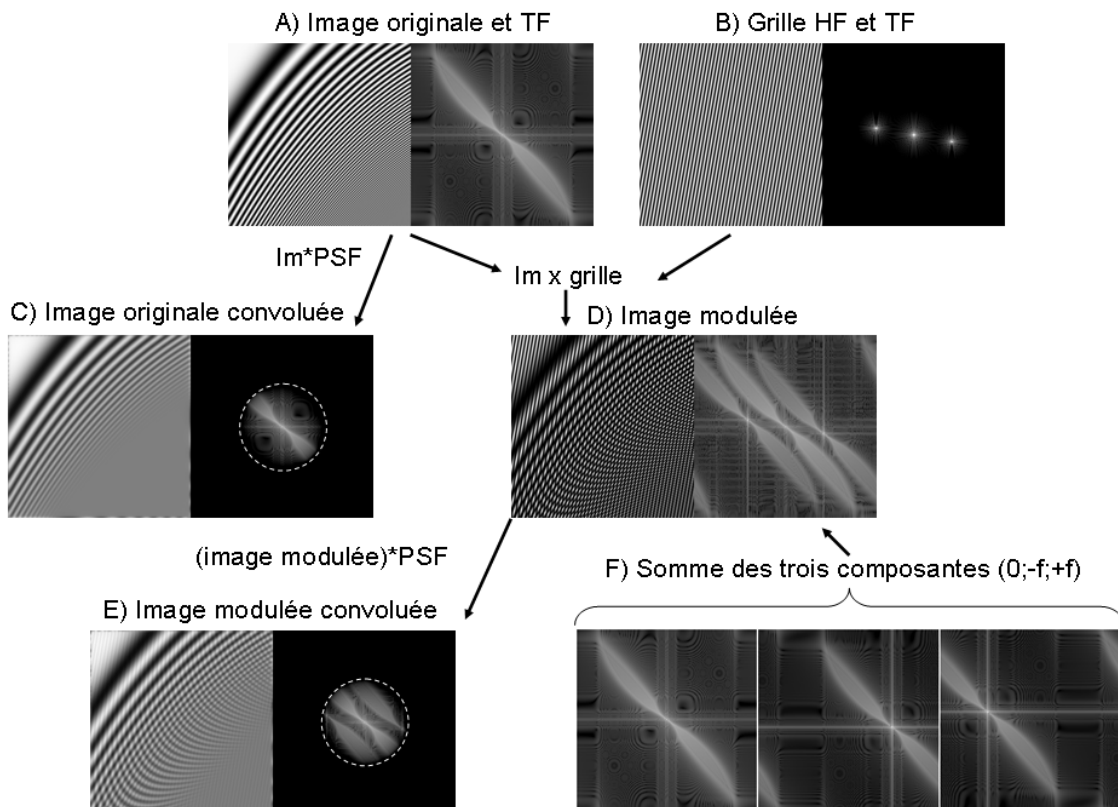 A) Image originale et TF
B) Grille HF et TF
Im*PSF
Im x grille
C) Image originale convoluée
D) Image modulée
(image modulée)*PSF
F) Somme des trois composantes (0;-f;+f)
E) Image modulée convoluée